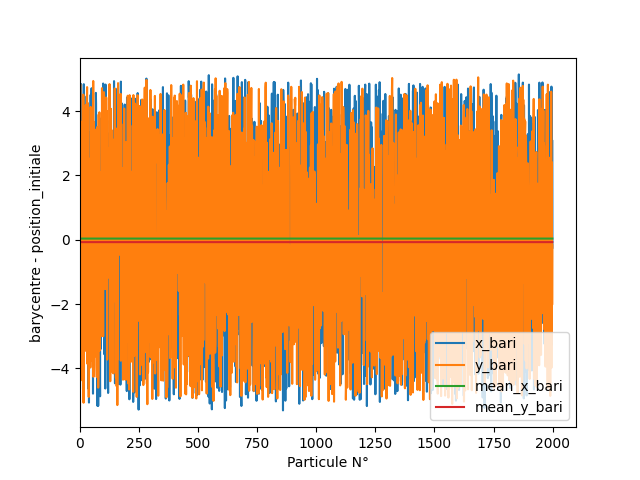 barycentre - position_initiale
4
2
0
−2
−4
x_bari
y_bari
mean_x_bari
mean_y_bari
0 250 500 750 1000 1250 1500 1750 2000
Particule N°